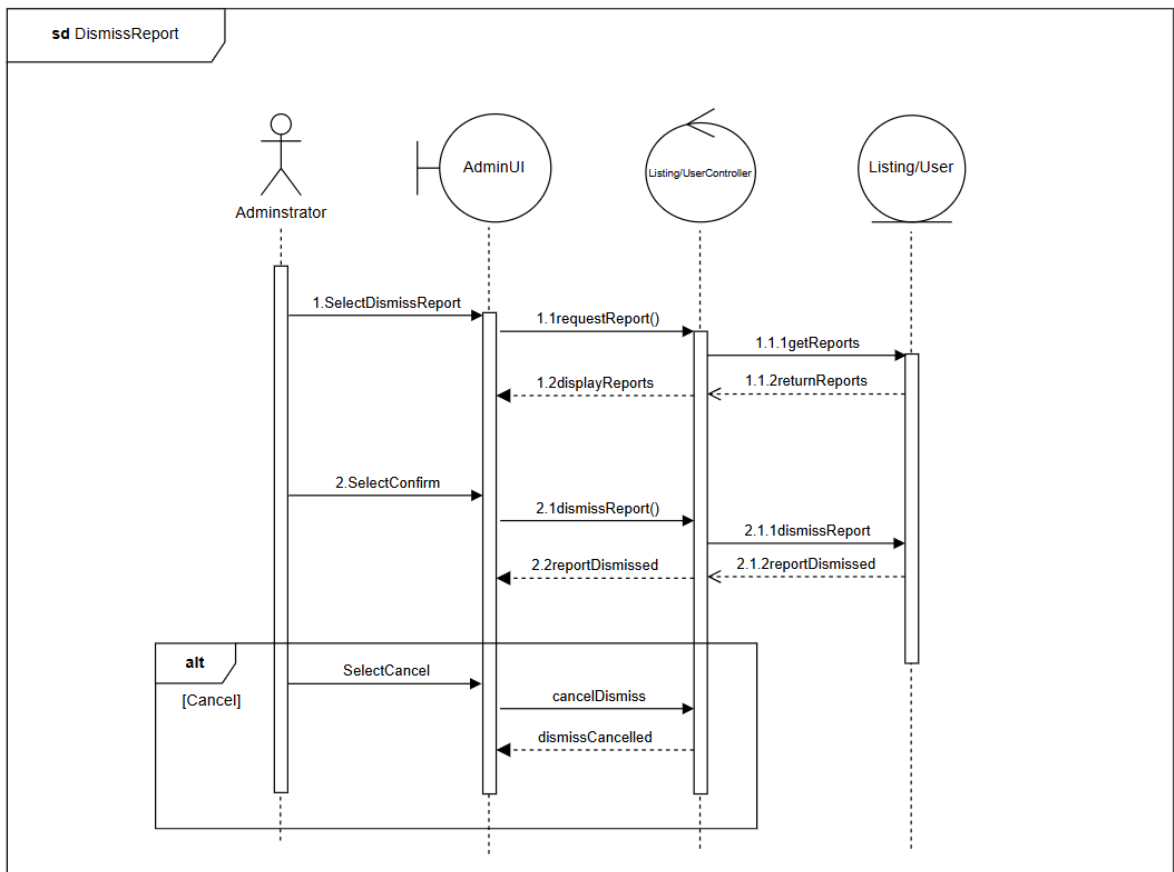 sd DismissReport
Adminstrator
AdminUI
Listing/UserController
Listing/User
1.SelectDismissReport
1.1requestReport()
1.1.1getReports
1.2displayReports
1.1.2returnReports
2.SelectConfirm
2.1dismissReport()
2.1.1dismissReport
2.2reportDismissed
2.1.2reportDismissed
alt
[Cancel]
SelectCancel
cancelDismiss
dismissCancelled